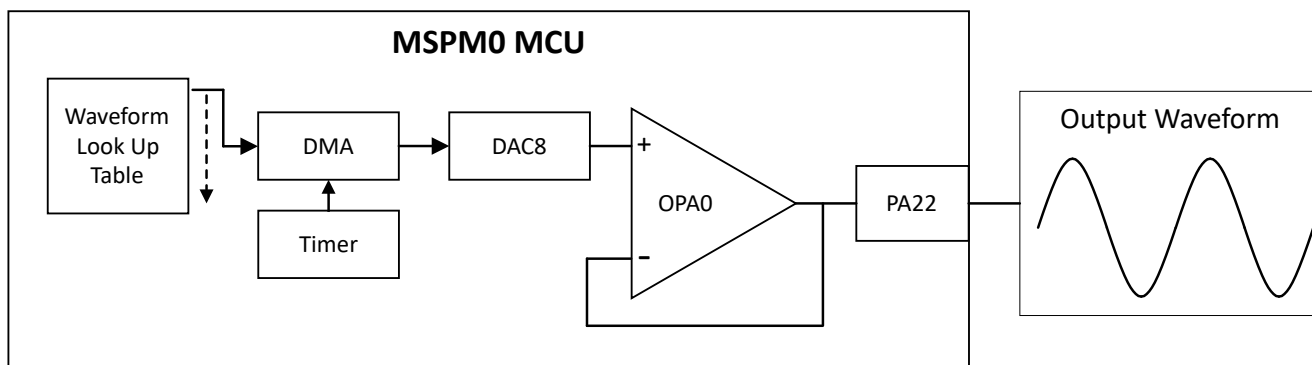 MSPM0 MCU
Waveform
Look Up
Table
DMA
DAC8
Timer
+
-
OPA0
PA22
Output Waveform